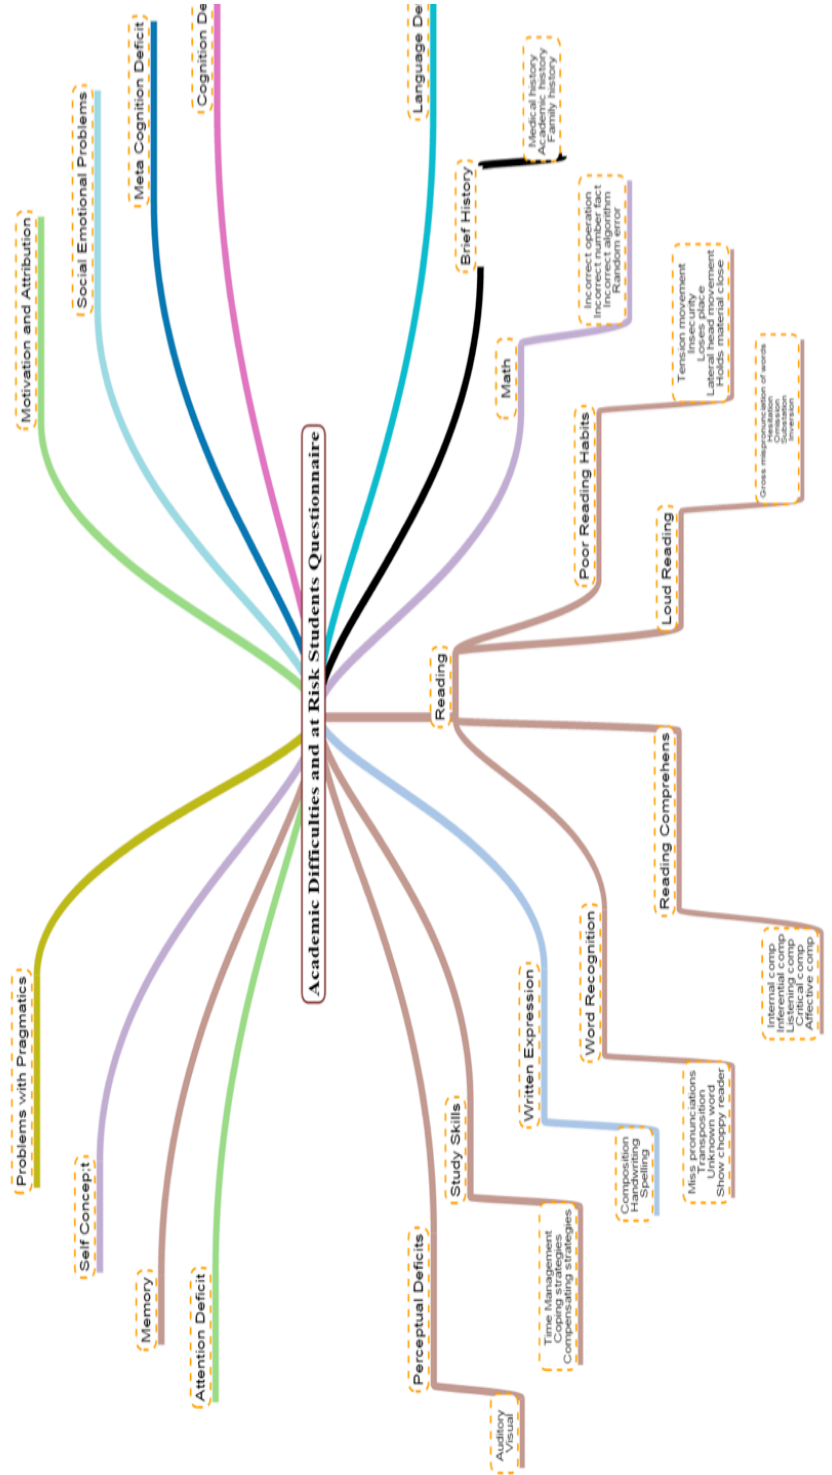 Academic Difficulties and at Risk Students Questionnaire
Motivation and Attribution
Social Emotional Problems
Meta Cognition Deficit
Cognition De
Language De
Brief History
Medical history
Academic history
Family history
Math
Incorrect operation
Incorrect number fact
Incorrect algorithm
Random error
Reading
Poor Reading Habits
Tension movement
Insecurity
Loses place
Lateral head movement
Holds material close
Loud Reading
Gross mispronunciation of words
Hesitation
Omission
Substation
Inversion
Reading Comprehens
Internal comp
Inferential comp
Listening comp
Critical comp
Affective comp
Word Recognition
Miss pronunciations
Transposition
Unknown word
Show choppy reader
Written Expression
Composition
Handwriting
Spelling
Study Skills
Time Management
Coping strategies
Compensating strategies
Perceptual Deficits
Auditory
Visual
Attention Deficit
Memory
Self Concep;t
Problems with Pragmatics